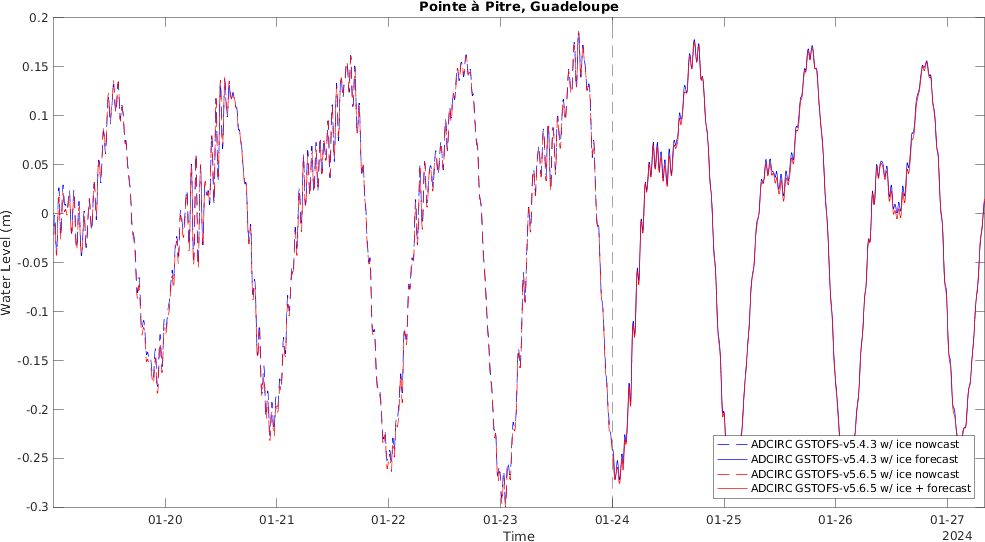 Pointe à Pitre, Guadeloupe
0.2
0.15
0.1
0.05
0
-0.05
-0.1
-0.15
-0.2
-0.25
-0.3
Water Level (m)
01-20 01-21 01-22 01-23 01-24 01-25 01-26 01-27
Time
2024
ADCIRC GSTOFS-v5.4.3 w/ ice nowcast
ADCIRC GSTOFS-v5.4.3 w/ ice forecast
ADCIRC GSTOFS-v5.6.5 w/ ice nowcast
ADCIRC GSTOFS-v5.6.5 w/ ice + forecast